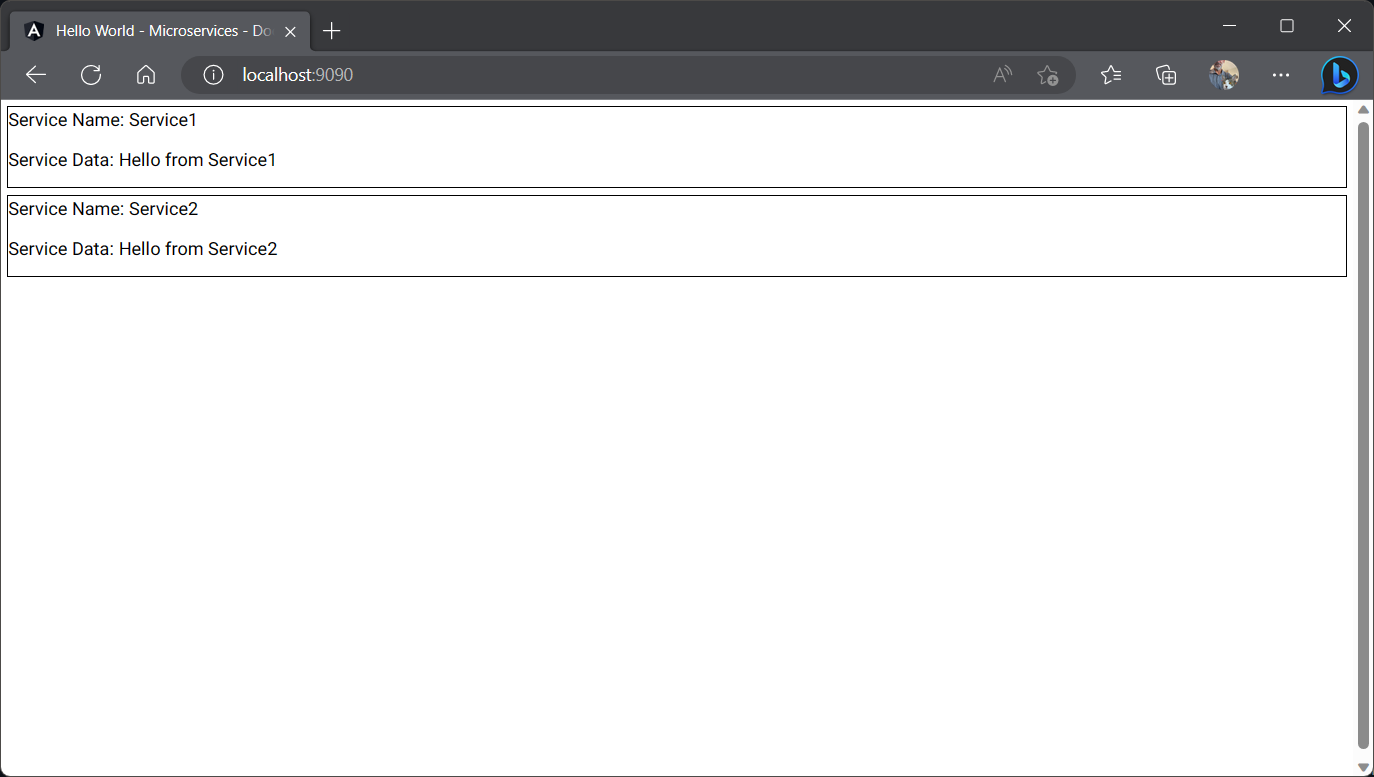 Hello World - Microservices - Do
localhost:9090
Service Name: Service1
Service Data: Hello from Service1
Service Name: Service2
Service Data: Hello from Service2